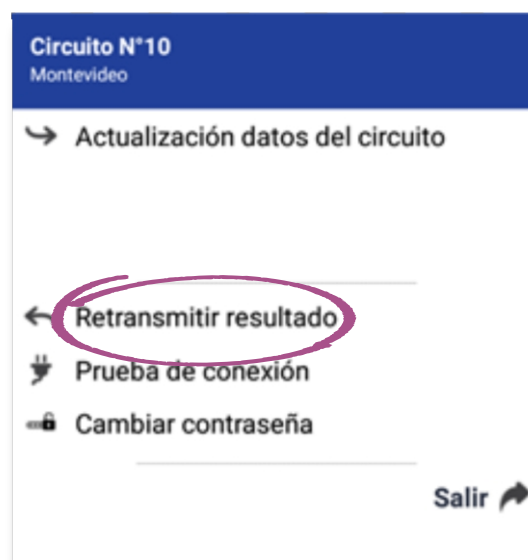 Circuito N°10
Montevideo
Actualización datos del circuito
Retransmitir resultado
Prueba de conexión
Cambiar contraseña
Salir